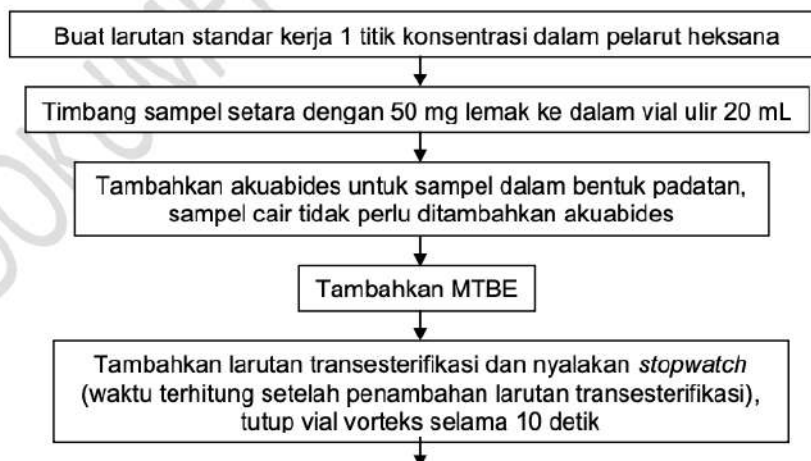 Buat larutan standar kerja 1 titik konsentrasi dalam pelarut heksana
Timbang sampel setara dengan 50 mg lemak ke dalam vial ulir 20 mL
Tambahkan akuabides untuk sampel dalam bentuk padatan,
sampel cair tidak perlu ditambahkan akuabides
Tambahkan MTBE
Tambahkan larutan transesterifikasi dan nyalakan stopwatch
(waktu terhitung setelah penambahan larutan transesterifikasi),
tutup vial vorteks selama 10 detik